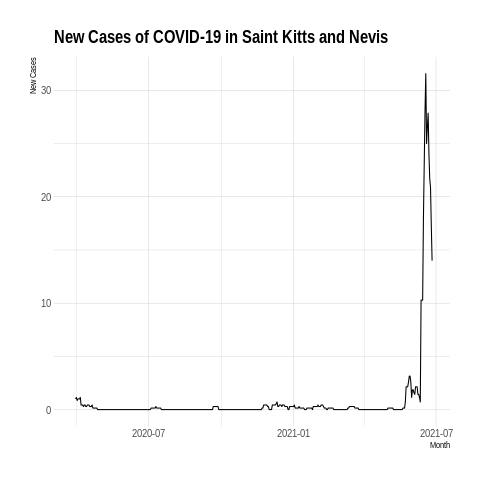 New Cases of COVID-19 in Saint Kitts and Nevis
New Cases
30
20
10
0
2020-07
2021-01
2021-07
Month